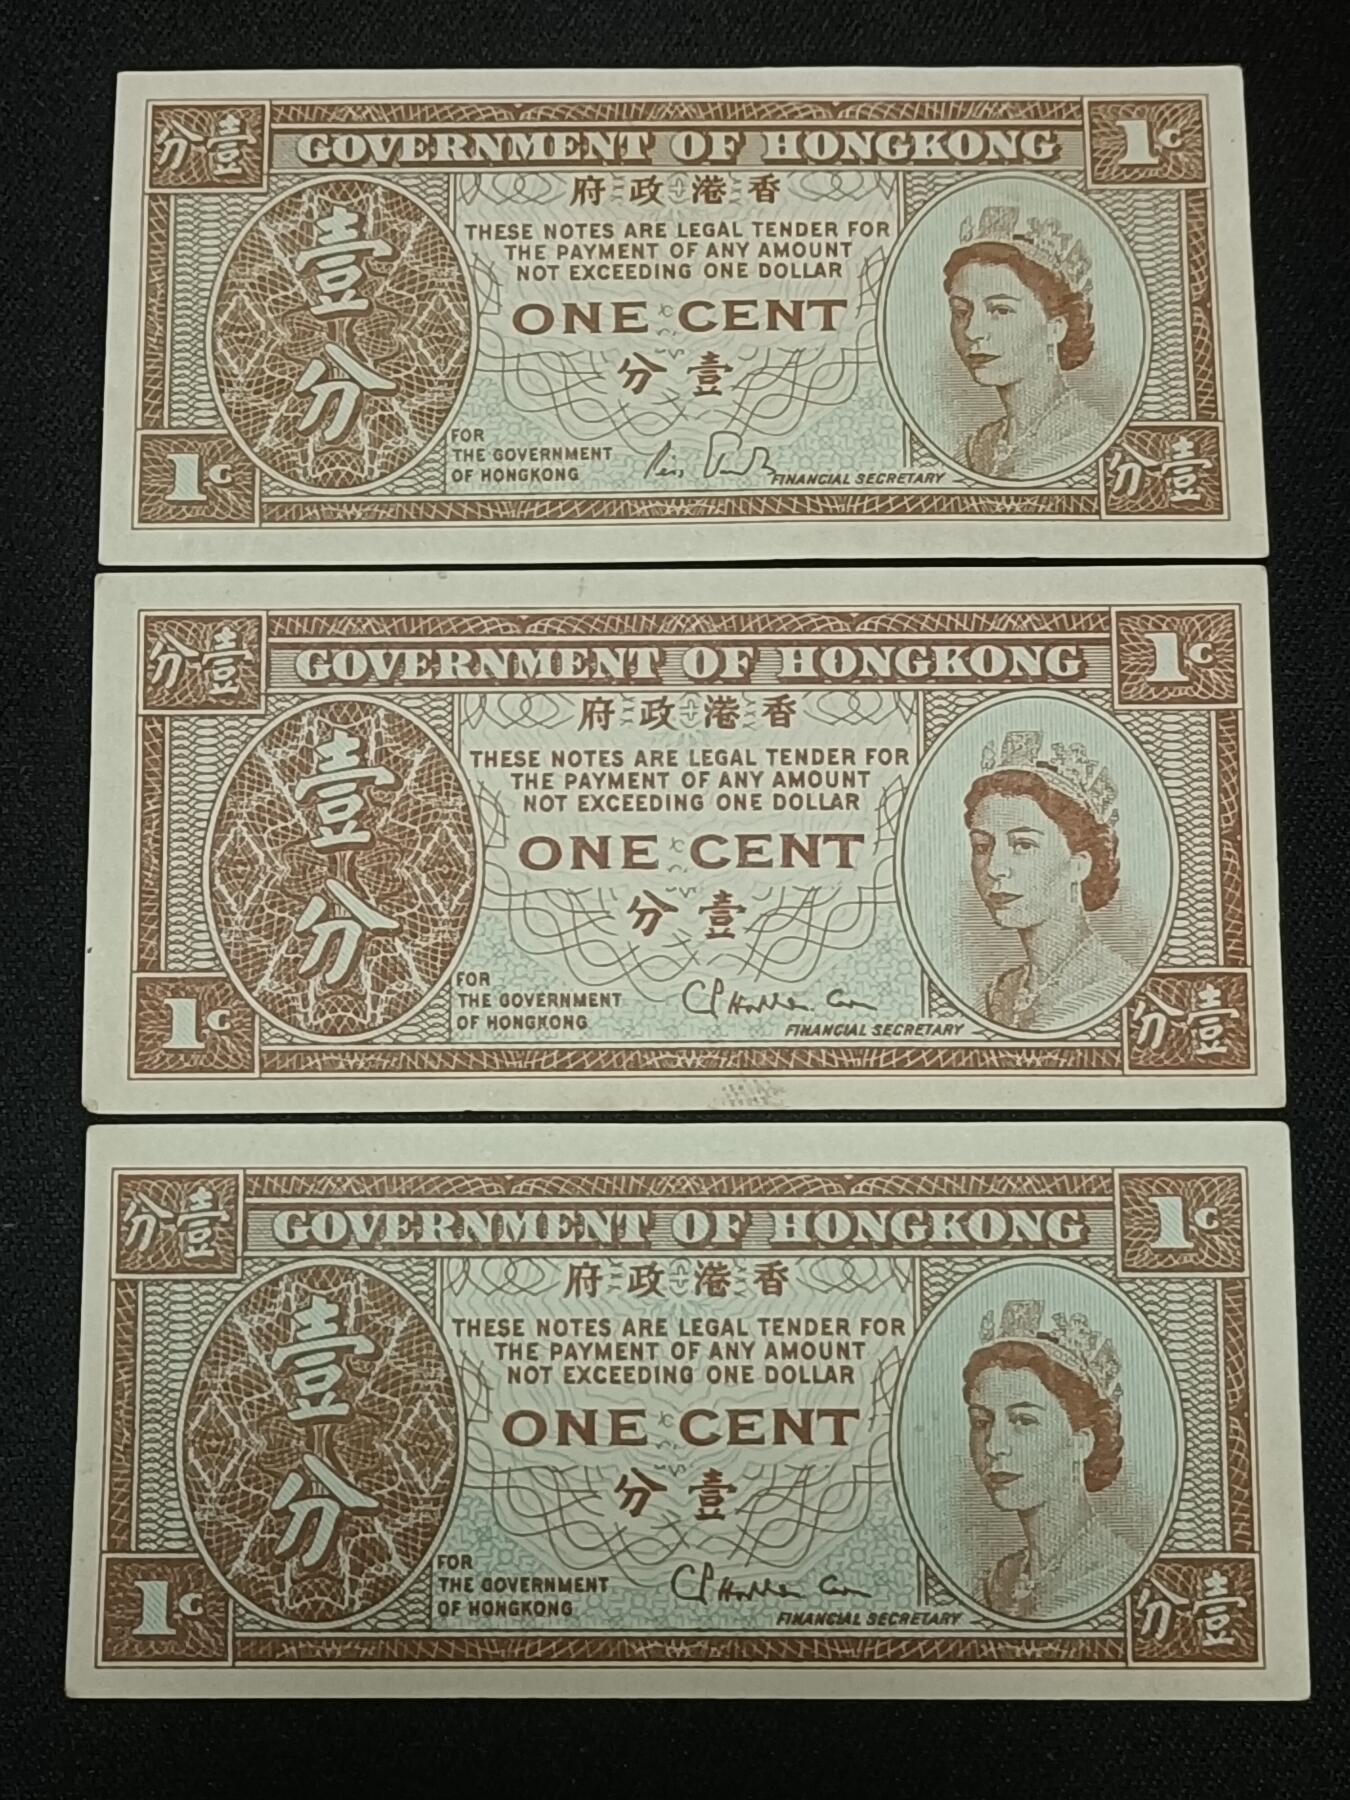 分壹
GOVERNMENT OF HONGKONG
1C
府政港香
壹分
THESE NOTES ARE LEGAL TENDER FOR
THE PAYMENT OF ANY AMOUNT
NOT EXCEEDING ONE DOLLAR
ONE CENT
分壹
FOR
THE GOVERNMENT
OF HONGKONG
FINANCIAL SECRETARY
1C
分壹
分壹
GOVERNMENT OF HONGKONG
1C
府政港香
壹分
THESE NOTES ARE LEGAL TENDER FOR
THE PAYMENT OF ANY AMOUNT
NOT EXCEEDING ONE DOLLAR
ONE CENT
分壹
FOR
THE GOVERNMENT
OF HONGKONG
FINANCIAL SECRETARY
1C
分壹
分壹
GOVERNMENT OF HONGKONG
1C
府政港香
壹分
THESE NOTES ARE LEGAL TENDER FOR
THE PAYMENT OF ANY AMOUNT
NOT EXCEEDING ONE DOLLAR
ONE CENT
分壹
FOR
THE GOVERNMENT
OF HONGKONG
FINANCIAL SECRETARY
1C
分壹